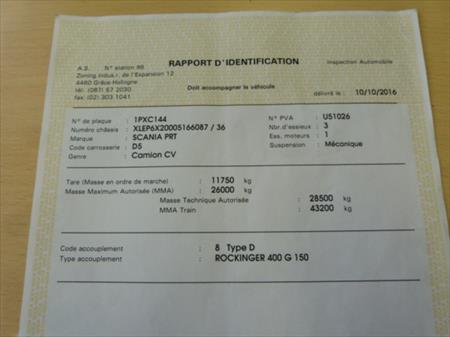 RAPPORT D'IDENTIFICATION
Inspection Automobile
A.S. N° station 86
Zoning indus.r. de l'Expansion 12
4460 Grâce-Hollogne
tél: (087) 57 2030
fax: (02) 303 1041
Doit accompagner le véhicule
délivré le : 10/10/2016
N° de plaque : 1PXC144
N° PVA : U51026
Numéro châssis : XLEP6X20005166087 / 36
Nbr.d'essieux : 3
Marque : SCANIA PRT
Ess. moteurs : 1
Code carrosserie : D5
Suspension : Mécanique
Genre : Camion CV
Tare (Masse en ordre de marche) : 11750 kg
Masse Maximum Autorisée (MMA) : 26000 kg
Masse Technique Autorisée : 28500 kg
MMA Train : 43200 kg
Code accouplement : 8 Type D
Type accouplement : ROCKINGER 400 G 150